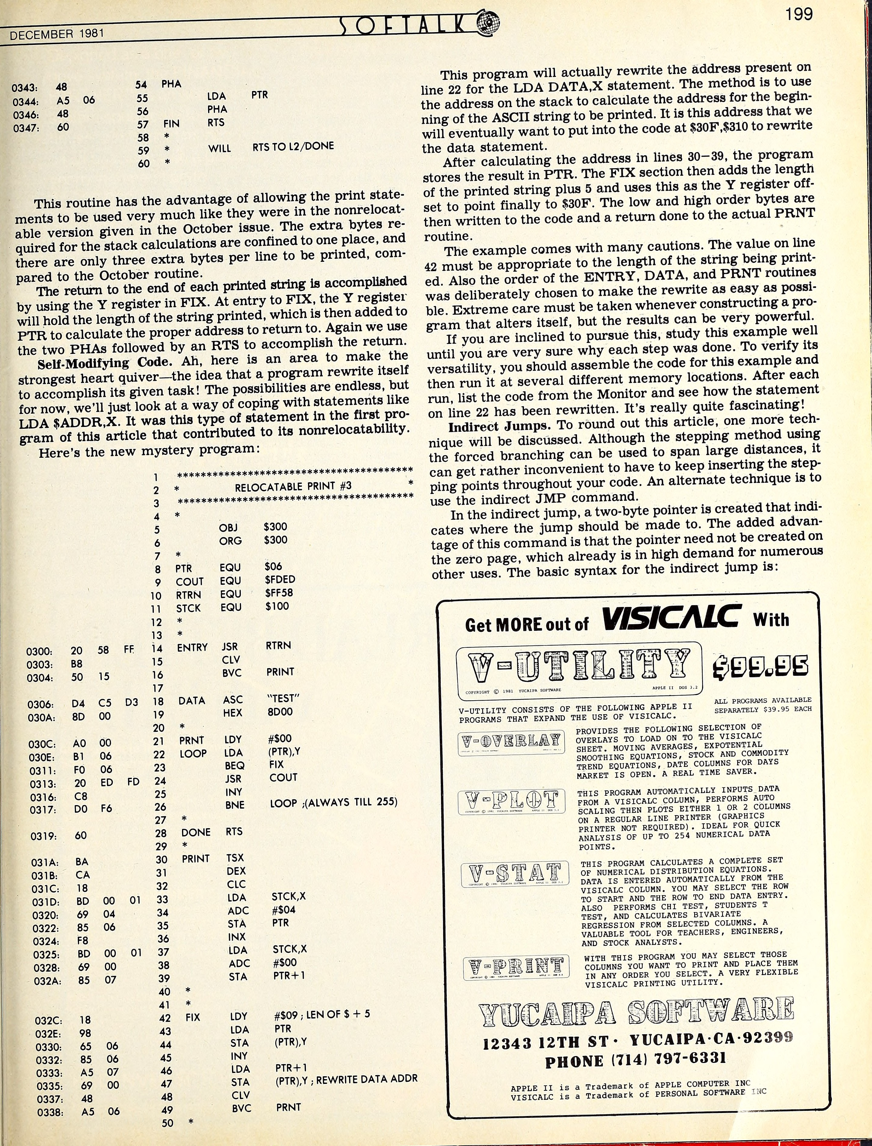 DECEMBER 1981
SOFTALK
199
0343: 48 54 PHA
0344: A5 06 55 LDA PTR
0346: 48 56 PHA
0347: 60 57 FIN RTS
58 *
59 * WILL RTS TO L2/DONE
60 *
This routine has the advantage of allowing the print state-
ments to be used very much like they were in the nonrelocat-
able version given in the October issue. The extra bytes re-
quired for the stack calculations are confined to one place, and
there are only three extra bytes per line to be printed, com-
pared to the October routine.
The return to the end of each printed string is accomplished
by using the Y register in FIX. At entry to FIX, the Y register
will hold the length of the string printed, which is then added to
PTR to calculate the proper address to return to. Again we use
the two PHAs followed by an RTS to accomplish the return.
Self-Modifying Code. Ah, here is an area to make the
strongest heart quiver—the idea that a program rewrite itself
to accomplish its given task! The possibilities are endless, but
for now, we'll just look at a way of coping with statements like
LDA $ADDR,X. It was this type of statement in the first pro-
gram of this article that contributed to its nonrelocatability.
Here's the new mystery program:
1 ****************************************
2 * RELOCATABLE PRINT #3 *
3 ****************************************
4 *
5 OBJ $300
6 ORG $300
7 *
8 PTR EQU $06
9 COUT EQU $FDED
10 RTRN EQU $FF58
11 STCK EQU $100
12 *
13 *
0300: 20 58 FF 14 ENTRY JSR RTRN
0303: B8 15 CLV
0304: 50 15 16 BVC PRINT
17
0306: D4 C5 D3 18 DATA ASC "TEST"
030A: 8D 00 19 HEX 8D00
20 *
030C: A0 00 21 PRNT LDY #$00
030E: B1 06 22 LOOP LDA (PTR),Y
0311: F0 06 23 BEQ FIX
0313: 20 ED FD 24 JSR COUT
0316: C8 25 INY
0317: D0 F6 26 BNE LOOP ;(ALWAYS TILL 255)
27 *
0319: 60 28 DONE RTS
29 *
031A: BA 30 PRINT TSX
031B: CA 31 DEX
031C: 18 32 CLC
031D: BD 00 01 33 LDA STCK,X
0320: 69 04 34 ADC #$04
0322: 85 06 35 STA PTR
0324: F8 36 INX
0325: BD 00 01 37 LDA STCK,X
0328: 69 00 38 ADC #$00
032A: 85 07 39 STA PTR+1
40 *
41 *
032C: 18 42 FIX LDY #$09 ; LEN OF $ + 5
032E: 98 43 LDA PTR
0330: 65 06 44 STA (PTR),Y
0332: 85 06 45 INY
0333: A5 07 46 LDA PTR+1
0335: 69 00 47 STA (PTR),Y ; REWRITE DATA ADDR
0337: 48 48 CLV
0338: A5 06 49 BVC PRNT
50 *
This program will actually rewrite the address present on
line 22 for the LDA DATA,X statement. The method is to use
the address on the stack to calculate the address for the begin-
ning of the ASCII string to be printed. It is this address that we
will eventually want to put into the code at $30F,$310 to rewrite
the data statement.
After calculating the address in lines 30–39, the program
stores the result in PTR. The FIX section then adds the length
of the printed string plus 5 and uses this as the Y register off-
set to point finally to $30F. The low and high order bytes are
then written to the code and a return done to the actual PRNT
routine.
The example comes with many cautions. The value on line
42 must be appropriate to the length of the string being print-
ed. Also the order of the ENTRY, DATA, and PRNT routines
was deliberately chosen to make the rewrite as easy as possi-
ble. Extreme care must be taken whenever constructing a pro-
gram that alters itself, but the results can be very powerful.
If you are inclined to pursue this, study this example well
until you are very sure why each step was done. To verify its
versatility, you should assemble the code for this example and
then run it at several different memory locations. After each
run, list the code from the Monitor and see how the statement
on line 22 has been rewritten. It's really quite fascinating!
Indirect Jumps. To round out this article, one more tech-
nique will be discussed. Although the stepping method using
the forced branching can be used to span large distances, it
can get rather inconvenient to have to keep inserting the step-
ping points throughout your code. An alternate technique is to
use the indirect JMP command.
In the indirect jump, a two-byte pointer is created that indi-
cates where the jump should be made to. The added advan-
tage of this command is that the pointer need not be created on
the zero page, which already is in high demand for numerous
other uses. The basic syntax for the indirect jump is:
Get MORE out of VISICALC With
V-UTILITY $99.95
COPYRIGHT © 1981 YUCAIPA SOFTWARE APPLE II DOS 3.3
V-UTILITY CONSISTS OF THE FOLLOWING APPLE II
PROGRAMS THAT EXPAND THE USE OF VISICALC.
ALL PROGRAMS AVAILABLE
SEPARATELY $39.95 EACH
V-OVERLAY
PROVIDES THE FOLLOWING SELECTION OF
OVERLAYS TO LOAD ON TO THE VISICALC
SHEET. MOVING AVERAGES, EXPOTENTIAL
SMOOTHING EQUATIONS, STOCK AND COMMODITY
TREND EQUATIONS, DATE COLUMNS FOR DAYS
MARKET IS OPEN. A REAL TIME SAVER.
V-PLOT
THIS PROGRAM AUTOMATICALLY INPUTS DATA
FROM A VISICALC COLUMN, PERFORMS AUTO
SCALING THEN PLOTS EITHER 1 OR 2 COLUMNS
ON A REGULAR LINE PRINTER (GRAPHICS
PRINTER NOT REQUIRED). IDEAL FOR QUICK
ANALYSIS OF UP TO 254 NUMERICAL DATA
POINTS.
V-STAT
THIS PROGRAM CALCULATES A COMPLETE SET
OF NUMERICAL DISTRIBUTION EQUATIONS.
DATA IS ENTERED AUTOMATICALLY FROM THE
VISICALC COLUMN. YOU MAY SELECT THE ROW
TO START AND THE ROW TO END DATA ENTRY.
ALSO PERFORMS CHI TEST, STUDENTS T
TEST, AND CALCULATES BIVARIATE
REGRESSION FROM SELECTED COLUMNS. A
VALUABLE TOOL FOR TEACHERS, ENGINEERS,
AND STOCK ANALYSTS.
V-PRINT
WITH THIS PROGRAM YOU MAY SELECT THOSE
COLUMNS YOU WANT TO PRINT AND PLACE THEM
IN ANY ORDER YOU SELECT. A VERY FLEXIBLE
VISICALC PRINTING UTILITY.
YUCAIPA SOFTWARE
12343 12TH ST · YUCAIPA·CA·92399
PHONE (714) 797-6331
APPLE II is a Trademark of APPLE COMPUTER INC
VISICALC is a Trademark of PERSONAL SOFTWARE INC